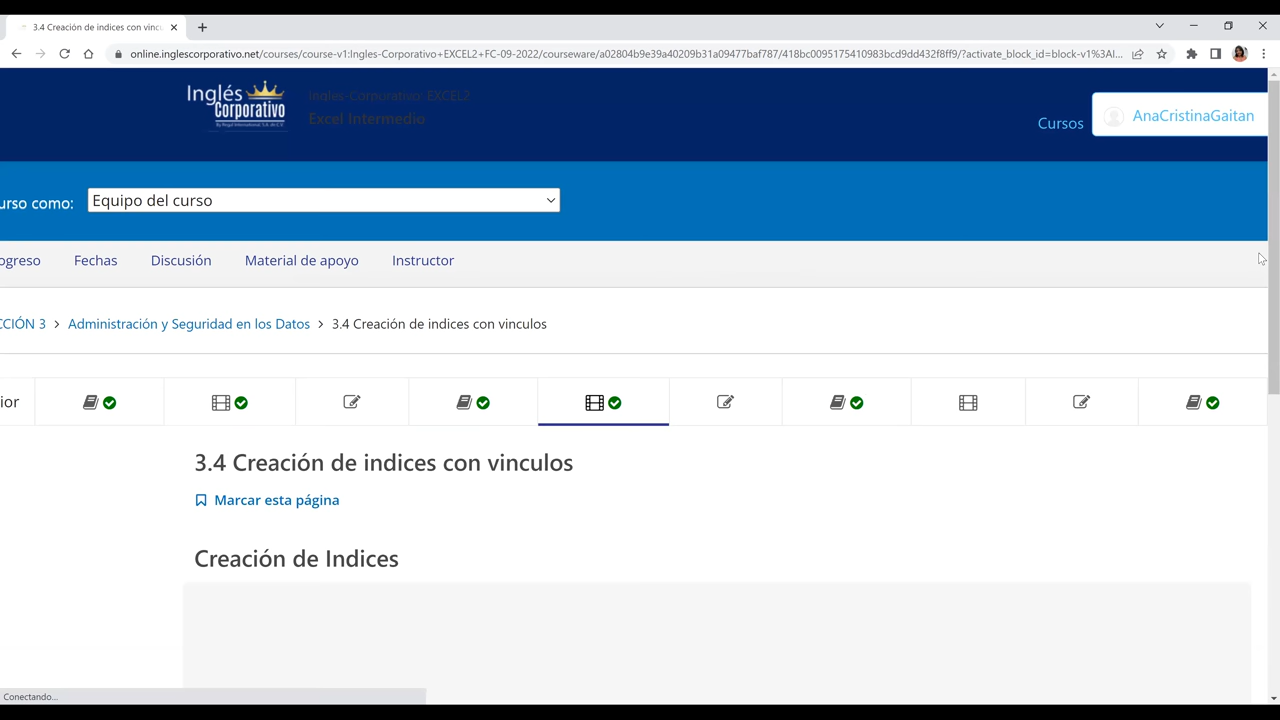 3.4 Creación de indices con vincu
online.inglescorporativo.net/courses/course-v1:Ingles-Corporativo+EXCEL2+FC-09-2022/courseware/a02804b9e39a40209b31a09477baf787/418bc0095175410983bcd9dd432f8ff9/?activate_block_id=block-v1%3Al...
Inglés
Corporativo
Ingles-Corporativo: EXCEL2
Excel Intermedio
Cursos
AnaCristinaGaitan
urso como:
Equipo del curso
ogreso
Fechas
Discusión
Material de apoyo
Instructor
CCIÓN 3 > Administración y Seguridad en los Datos > 3.4 Creación de indices con vinculos
ior
3.4 Creación de indices con vinculos
Marcar esta página
Creación de Indices
Conectando...